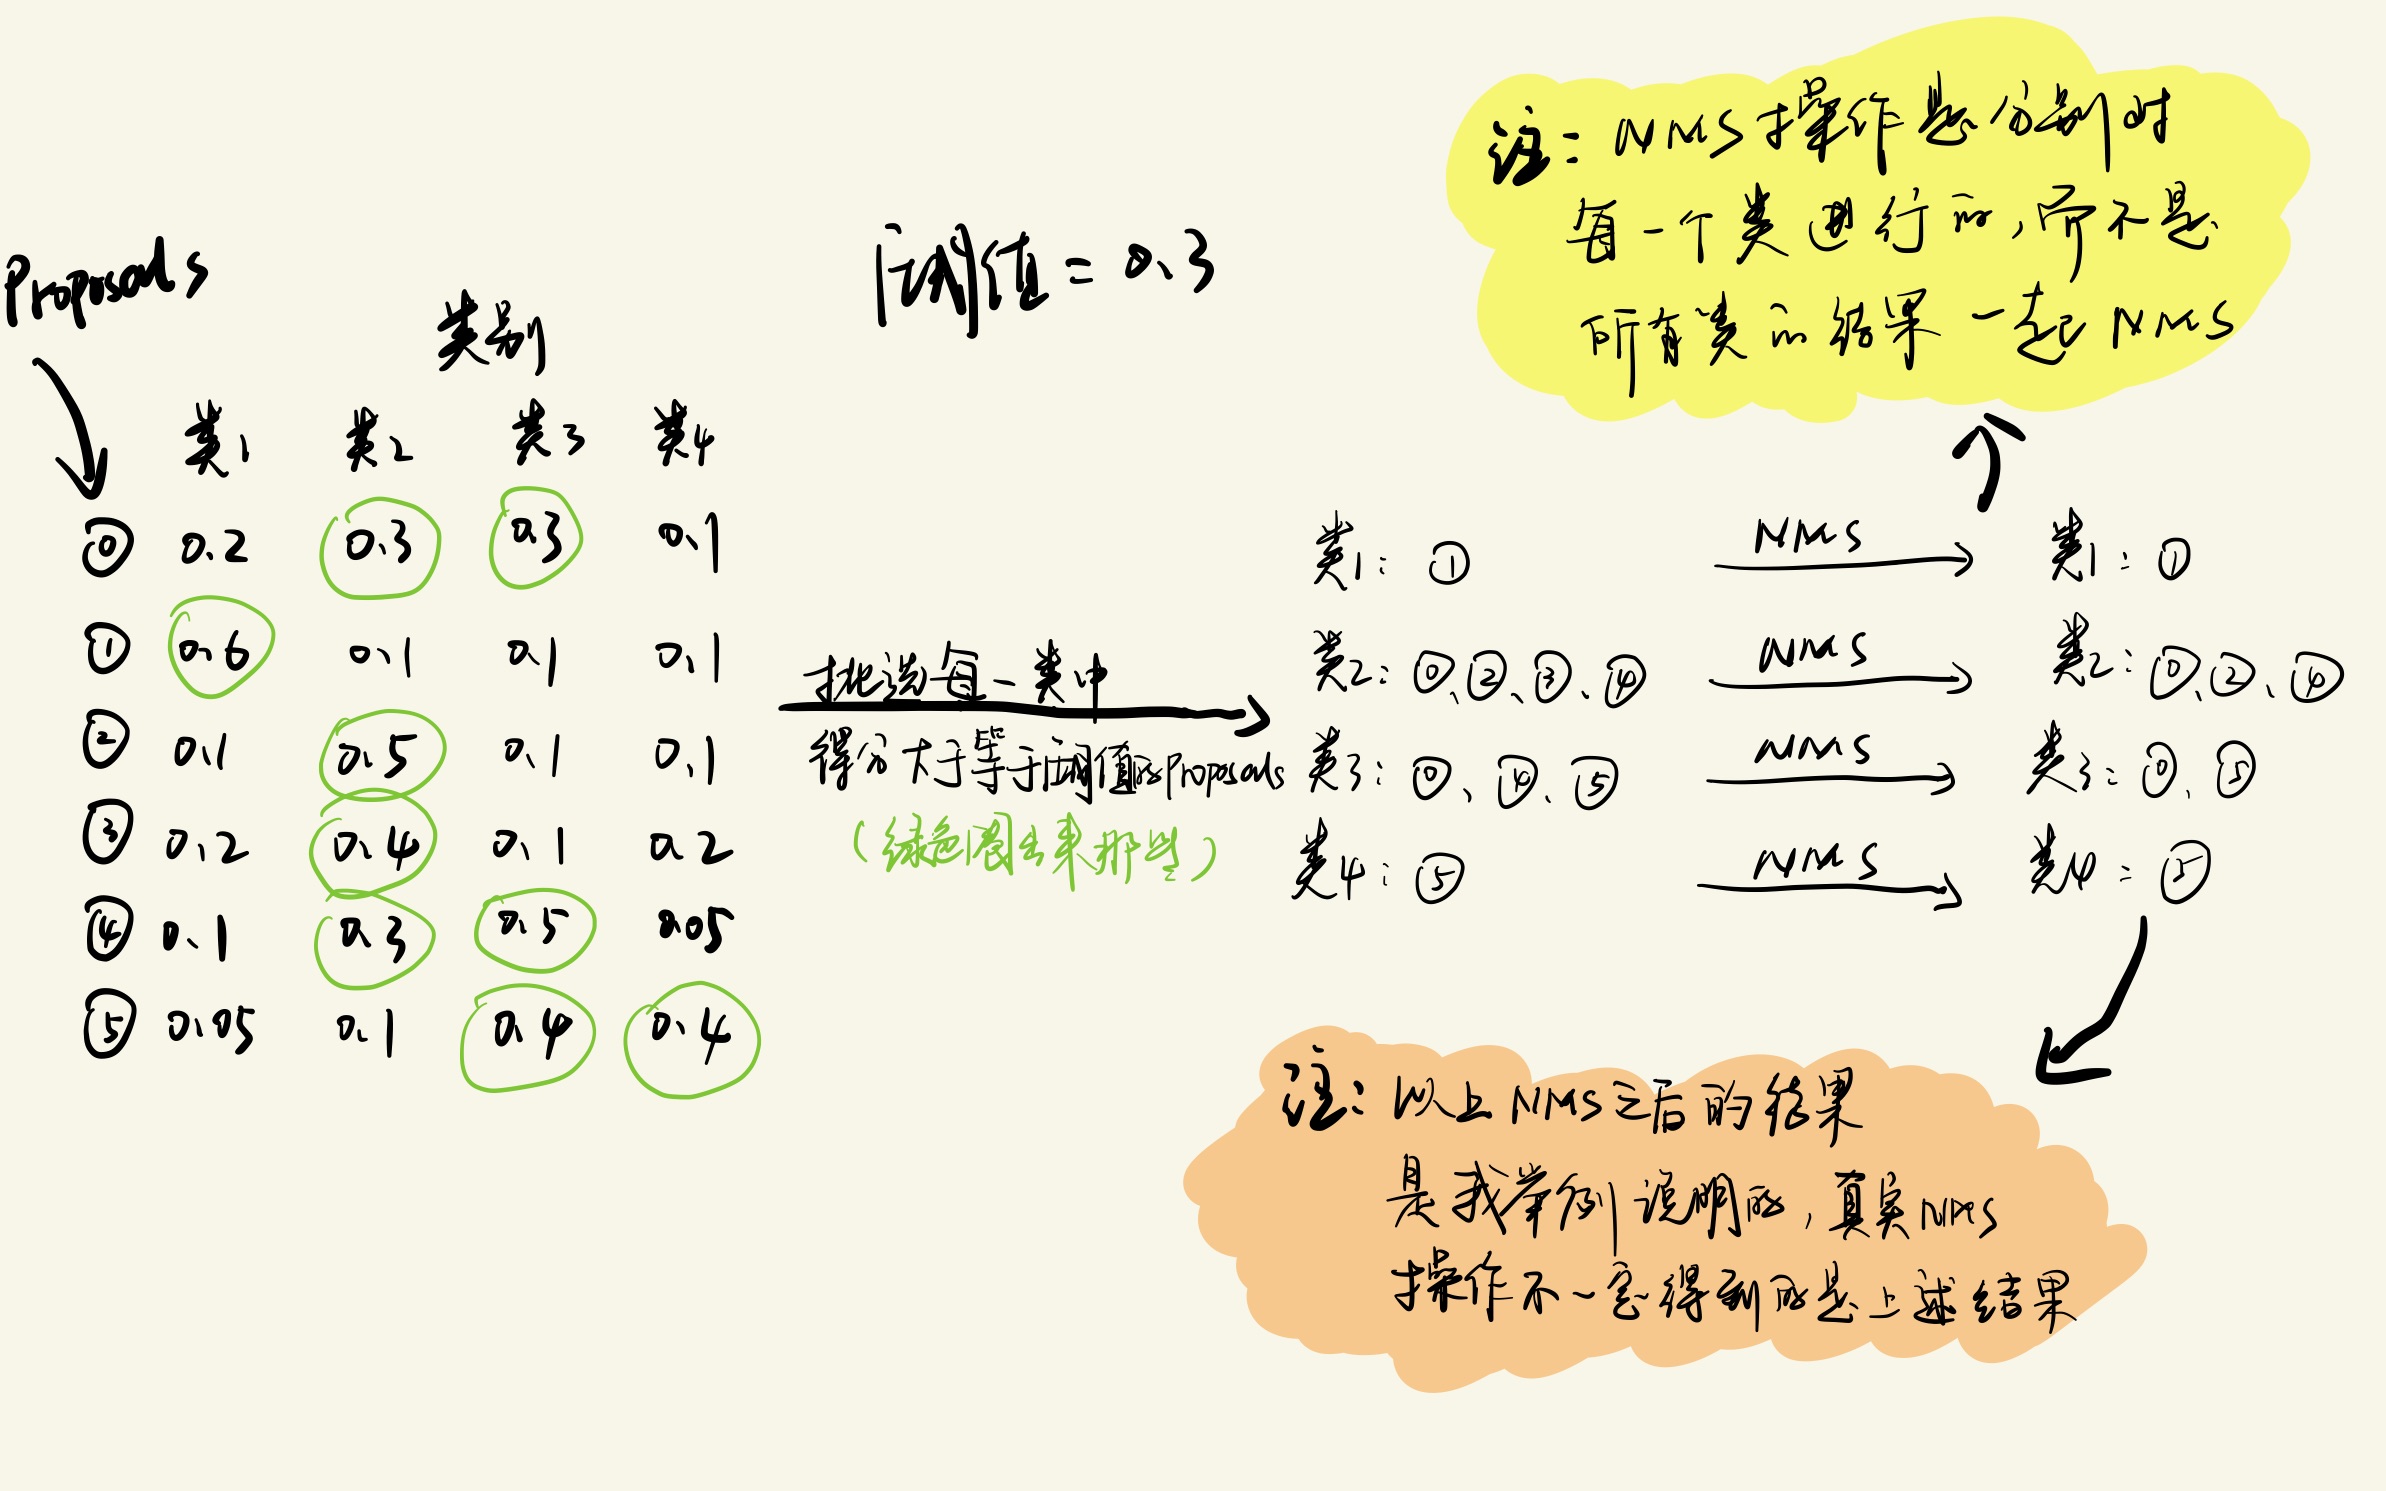 Proposals
类别
阈值 = 0.3
类1 类2 类3 类4
⓪ 0.2 0.3 0.3 0.1
① 0.6 0.1 0.1 0.1
② 0.1 0.5 0.1 0.1
③ 0.2 0.4 0.1 0.2
④ 0.1 0.3 0.5 0.05
⑤ 0.05 0.1 0.4 0.4
挑选每一类中
得分大于等于阈值的Proposals
(绿色圈出来那些)
注: NMS操作是分别对
每一个类进行的,而不是
所有类的结果一起NMS
类1: ① NMS 类1: ①
类2: ⓪、②、③、④ NMS 类2: ⓪、②、④
类3: ⓪、④、⑤ NMS 类3: ⓪、⑤
类4: ⑤ NMS 类4: ⑤
注: 以上NMS之后的结果
是我举例说明的,真实NMS
操作不一定得到的是上述结果